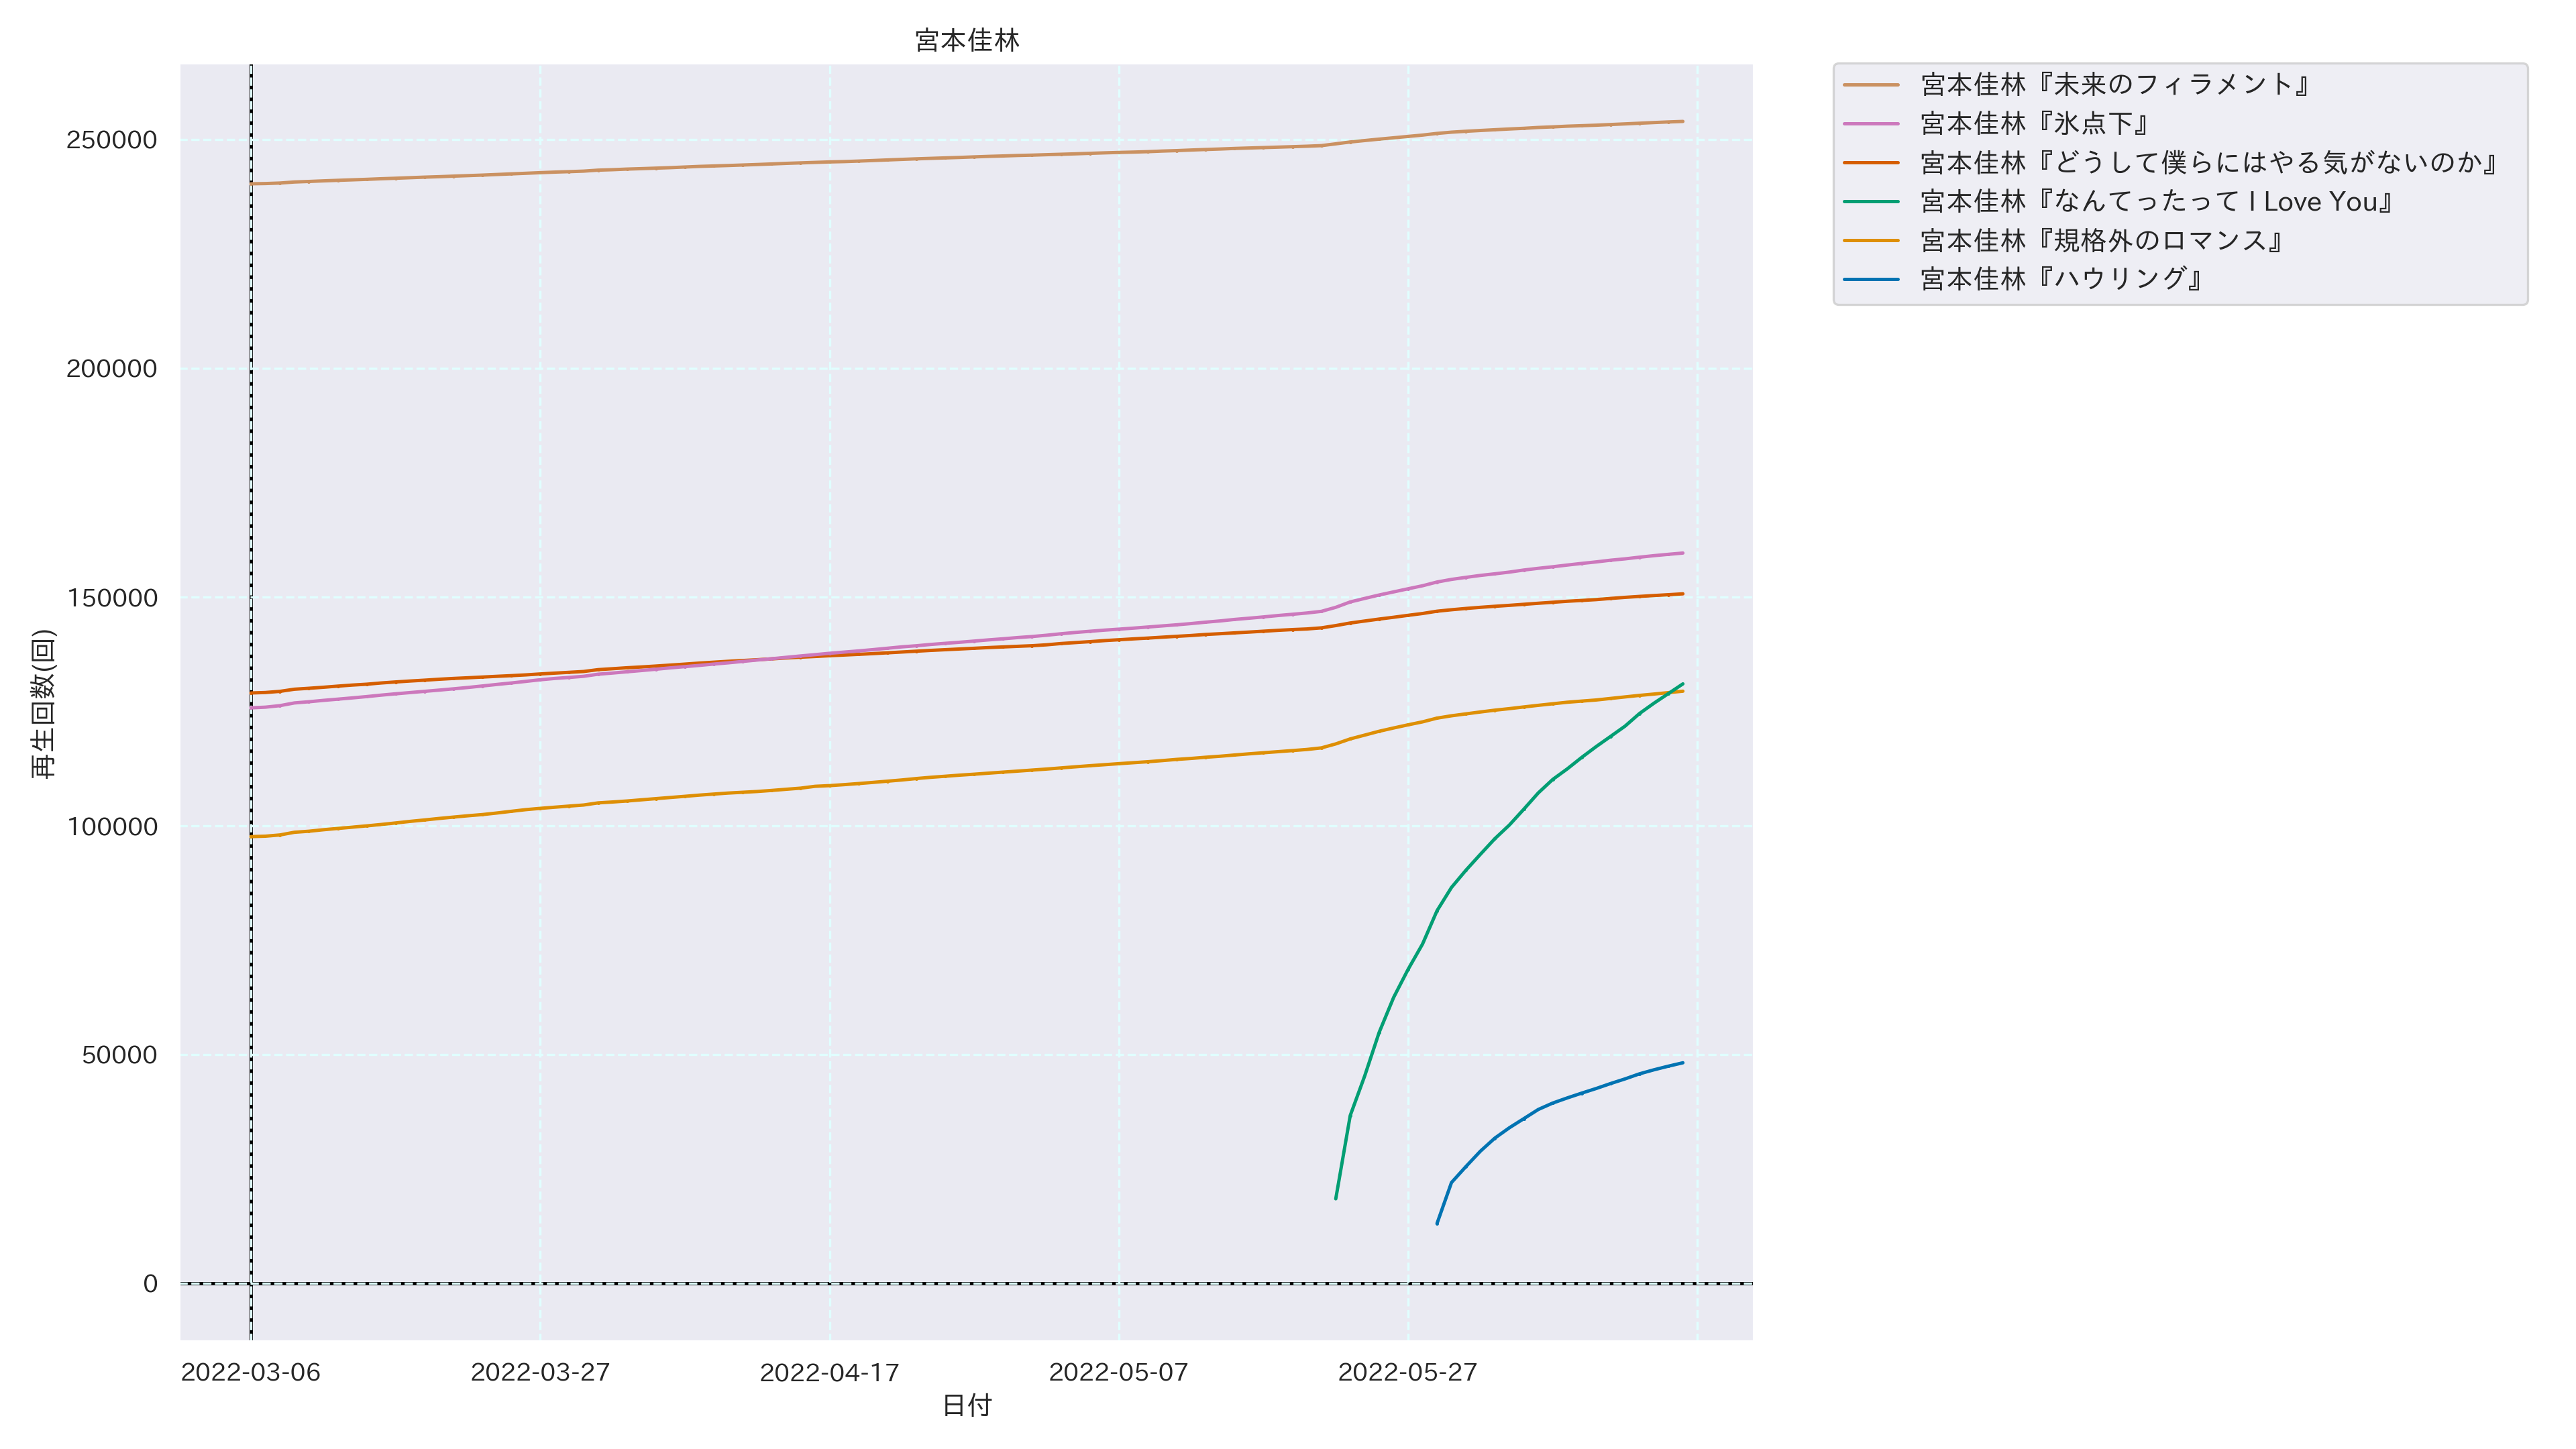 宮本佳林
宮本佳林『未来のフィラメント』
宮本佳林『氷点下』
宮本佳林『どうして僕らにはやる気がないのか』
宮本佳林『なんてったって I Love You』
宮本佳林『規格外のロマンス』
宮本佳林『ハウリング』
再生回数(回)
250000
200000
150000
100000
50000
0
2022-03-06
2022-03-27
2022-04-17
2022-05-07
2022-05-27
日付